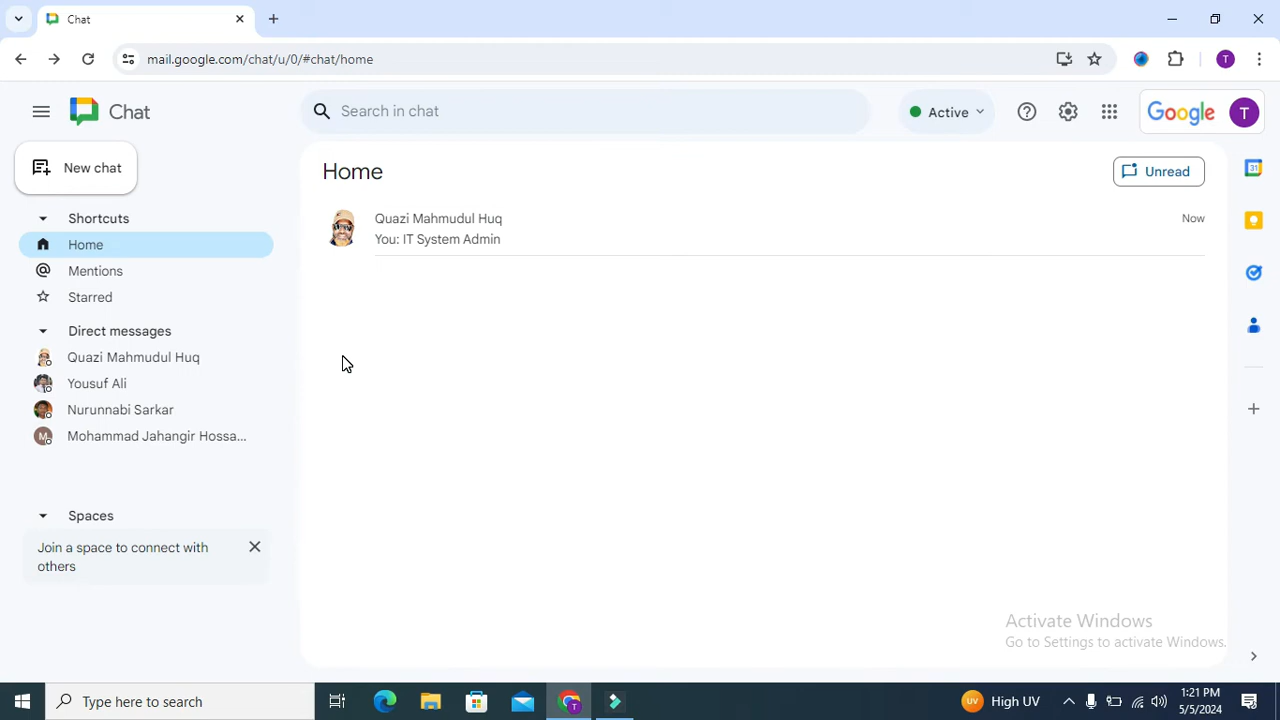 Chat
mail.google.com/chat/u/0/#chat/home
T
Chat
Search in chat
Active
Google
T
New chat
Home
Unread
Shortcuts
Home
Mentions
Starred
Direct messages
Quazi Mahmudul Huq
Yousuf Ali
Nurunnabi Sarkar
M
Mohammad Jahangir Hossa...
Spaces
Join a space to connect with
others
Quazi Mahmudul Huq
Now
You: IT System Admin
31
Activate Windows
Go to Settings to activate Windows.
Type here to search
T
UV
High UV
1:21 PM
5/5/2024